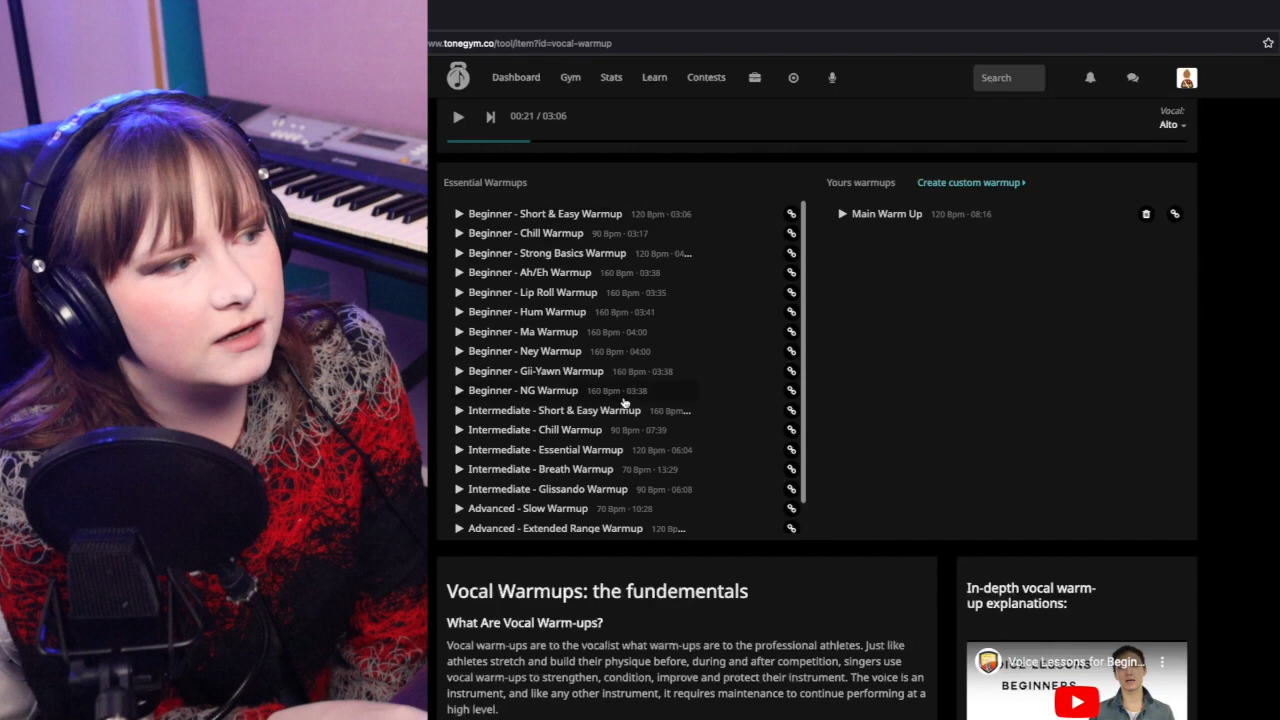 ww.tonegym.co/tool/item?id=vocal-warmup
Dashboard Gym Stats Learn Contests Search
00:21 / 03:06
Vocal:
Alto
Essential Warmups
Yours warmups Create custom warmup
Beginner - Short & Easy Warmup 120 Bpm · 03:06
Main Warm Up 120 Bpm · 08:16
Beginner - Chill Warmup 90 Bpm · 03:17
Beginner - Strong Basics Warmup 120 Bpm · 04...
Beginner - Ah/Eh Warmup 160 Bpm · 03:38
Beginner - Lip Roll Warmup 160 Bpm · 03:35
Beginner - Hum Warmup 160 Bpm · 03:41
Beginner - Ma Warmup 160 Bpm · 04:00
Beginner - Ney Warmup 160 Bpm · 04:00
Beginner - Gii-Yawn Warmup 160 Bpm · 03:38
Beginner - NG Warmup 160 Bpm · 03:38
Intermediate - Short & Easy Warmup 160 Bpm...
Intermediate - Chill Warmup 90 Bpm · 07:39
Intermediate - Essential Warmup 120 Bpm · 06:04
Intermediate - Breath Warmup 70 Bpm · 13:29
Intermediate - Glissando Warmup 90 Bpm · 06:08
Advanced - Slow Warmup 70 Bpm · 10:28
Advanced - Extended Range Warmup 120 Bp...
Vocal Warmups: the fundementals
What Are Vocal Warm-ups?
Vocal warm-ups are to the vocalist what warm-ups are to the professional athletes. Just like
athletes stretch and build their physique before, during and after competition, singers use
vocal warm-ups to strengthen, condition, improve and protect their instrument. The voice is an
instrument, and like any other instrument, it requires maintenance to continue performing at a
high level.
In-depth vocal warm-
up explanations:
Voice Lessons for Begin...
BEGINNERS